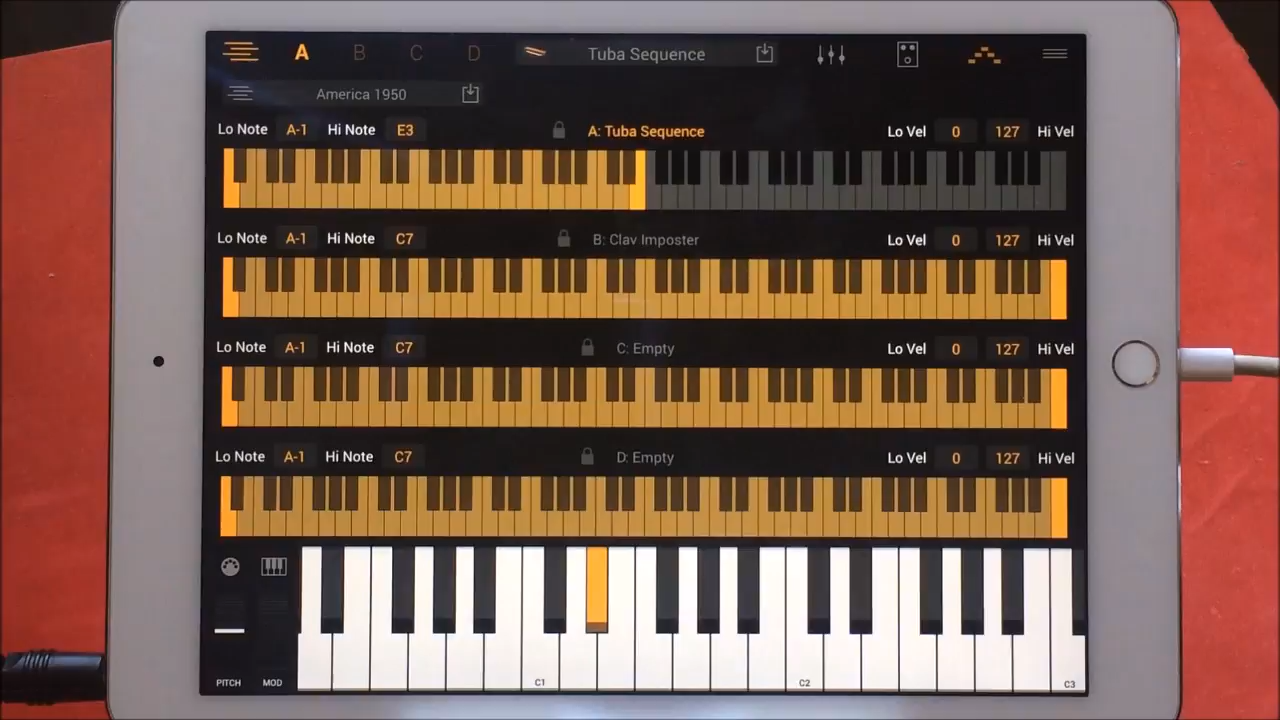 A B C D Tuba Sequence
America 1950
Lo Note A-1 Hi Note E3 A: Tuba Sequence Lo Vel 0 127 Hi Vel
Lo Note A-1 Hi Note C7 B: Clav Imposter Lo Vel 0 127 Hi Vel
Lo Note A-1 Hi Note C7 C: Empty Lo Vel 0 127 Hi Vel
Lo Note A-1 Hi Note C7 D: Empty Lo Vel 0 127 Hi Vel
PITCH MOD C1 C2 C3